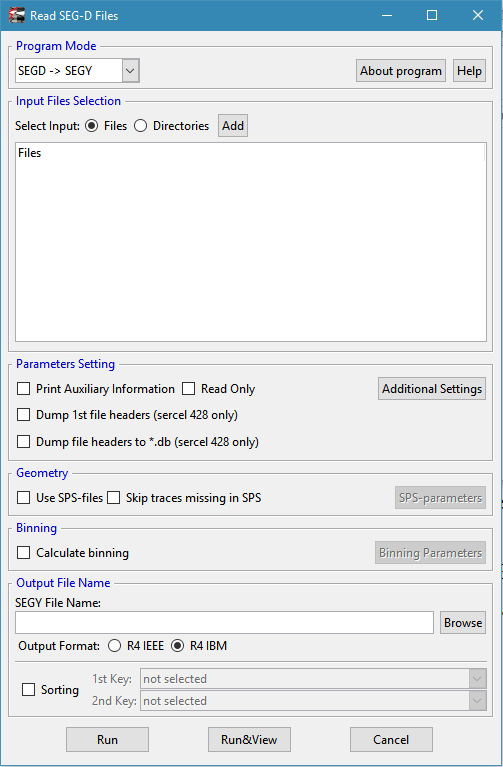 Read SEG-D Files
Program Mode
SEGD -> SEGY About program Help
Input Files Selection
Select Input: Files Directories Add
Files
Parameters Setting
Print Auxiliary Information Read Only Additional Settings
Dump 1st file headers (sercel 428 only)
Dump file headers to *.db (sercel 428 only)
Geometry
Use SPS-files Skip traces missing in SPS SPS-parameters
Binning
Calculate binning Binning Parameters
Output File Name
SEGY File Name:
Browse
Output Format: R4 IEEE R4 IBM
Sorting 1st Key: not selected
2nd Key: not selected
Run Run&View Cancel